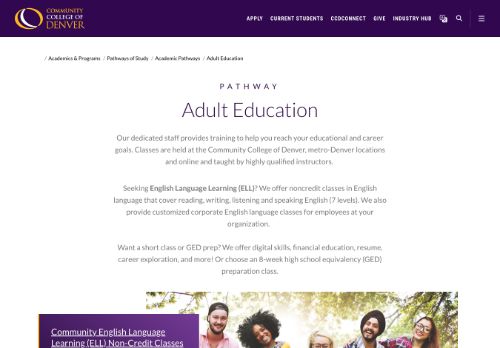 COMMUNITY
COLLEGE OF
DENVER
APPLY CURRENT STUDENTS CCDCONNECT GIVE INDUSTRY HUB
/ Academics & Programs / Pathways of Study / Academic Pathways / Adult Education
PATHWAY
Adult Education
Our dedicated staff provides training to help you reach your educational and career
goals. Classes are held at the Community College of Denver, metro-Denver locations
and online and taught by highly qualified instructors.
Seeking English Language Learning (ELL)? We offer noncredit classes in English
language that cover reading, writing, listening and speaking English (7 levels). We also
provide customized corporate English language classes for employees at your
organization.
Want a short class or GED prep? We offer digital skills, financial education, resume,
career exploration, and more! Or choose an 8-week high school equivalency (GED)
preparation class.
Community English Language
Learning (ELL) Non-Credit Classes